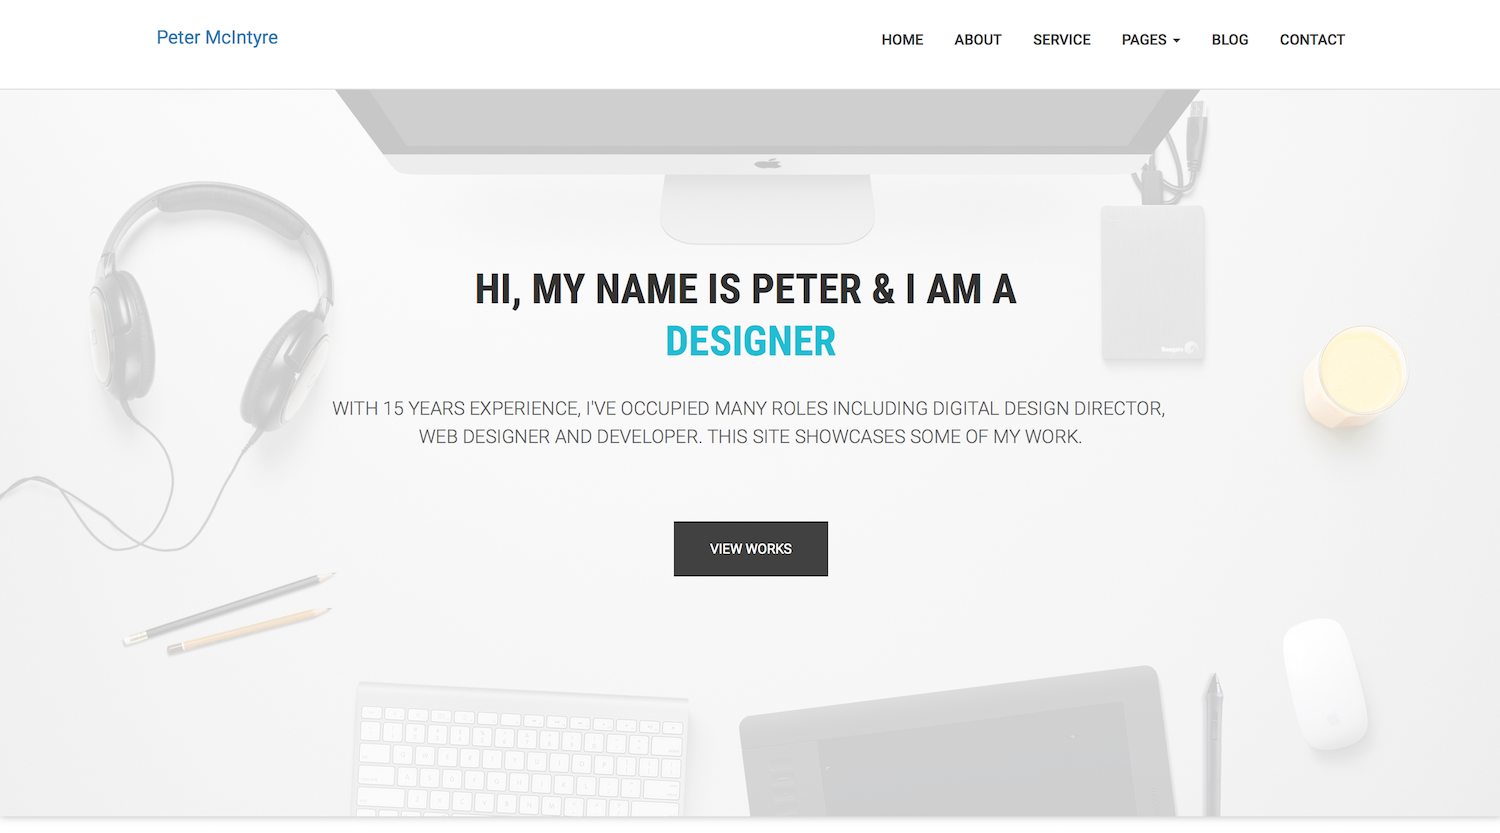 Peter McIntyre
HOME ABOUT SERVICE PAGES BLOG CONTACT
HI, MY NAME IS PETER & I AM A
DESIGNER
WITH 15 YEARS EXPERIENCE, I'VE OCCUPIED MANY ROLES INCLUDING DIGITAL DESIGN DIRECTOR,
WEB DESIGNER AND DEVELOPER. THIS SITE SHOWCASES SOME OF MY WORK.
VIEW WORKS